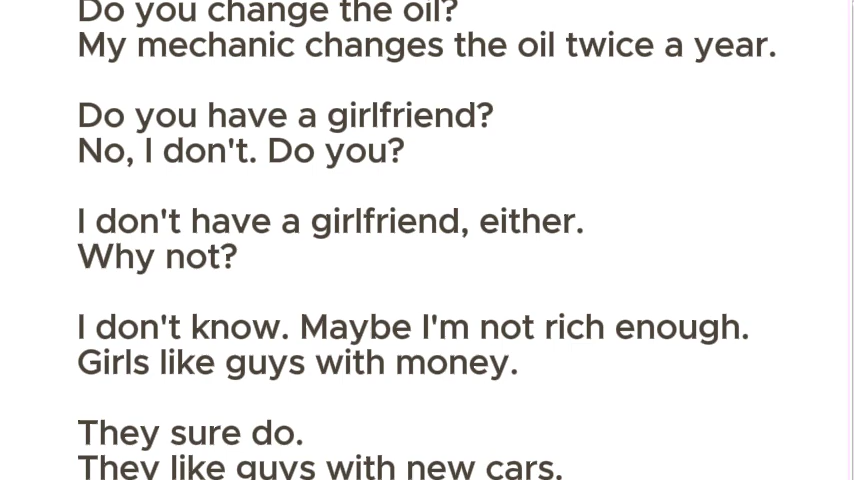 Do you change the oil?
My mechanic changes the oil twice a year.
Do you have a girlfriend?
No, I don't. Do you?
I don't have a girlfriend, either.
Why not?
I don't know. Maybe I'm not rich enough.
Girls like guys with money.
They sure do.
They like guys with new cars.